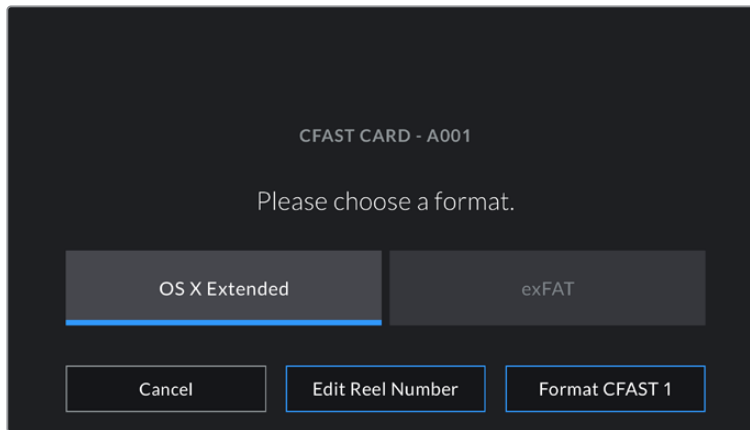 CFAST CARD - A001
Please choose a format.
OS X Extended exFAT
Cancel Edit Reel Number Format CFAST 1